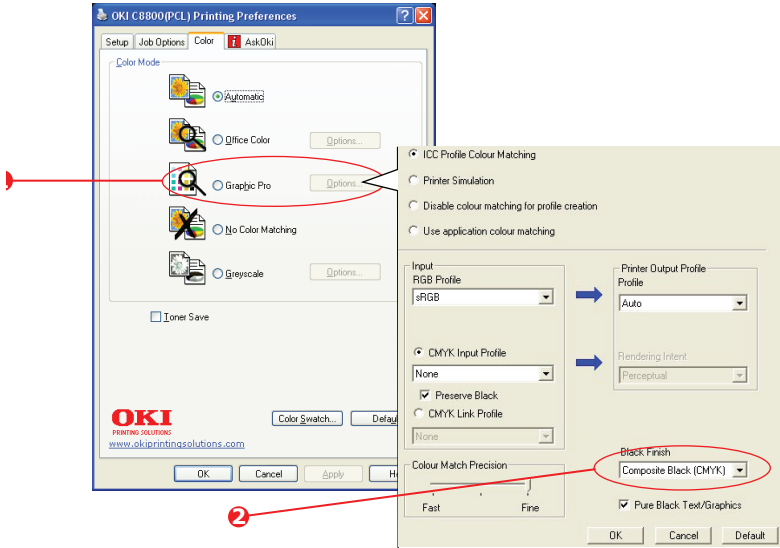 OKI C8800(PCL) Printing Preferences
Setup Job Options Color AskOki
Color Mode
Automatic
Office Color Options...
Graphic Pro Options...
No Color Matching
Greyscale Options...
Toner Save
OKI
PRINTING SOLUTIONS
www.okiprintingsolutions.com
Color Swatch...
OK Cancel Apply
ICC Profile Colour Matching
Printer Simulation
Disable colour matching for profile creation
Use application colour matching
Input
RGB Profile
sRGB
CMYK Input Profile
None
Preserve Black
CMYK Link Profile
None
Colour Match Precision
Fast Fine
Printer Output Profile
Profile
Auto
Rendering Intent
Perceptual
Black Finish
Composite Black (CMYK)
Pure Black Text/Graphics
OK Cancel Default
2